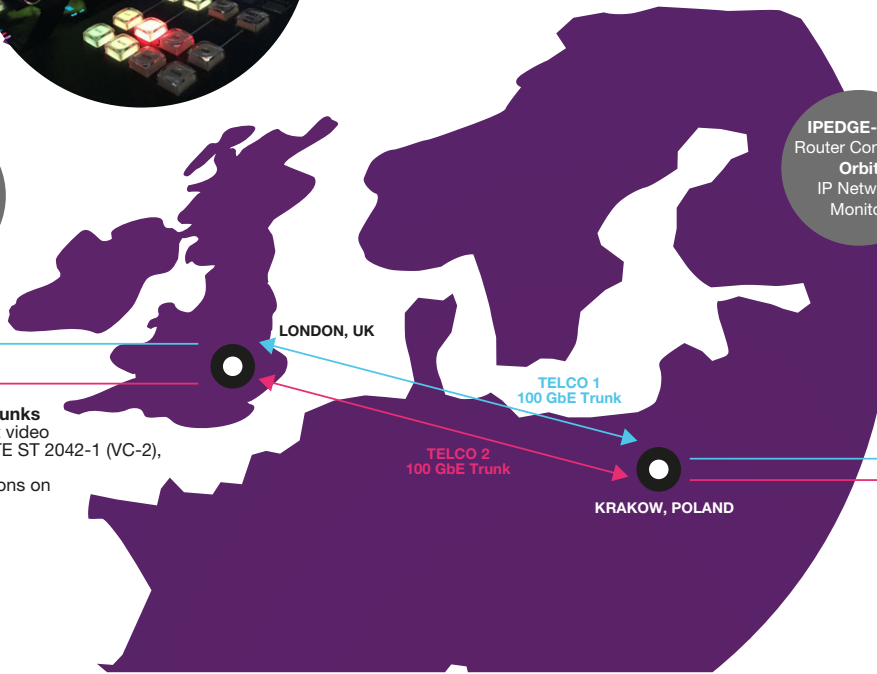 IPEDGE-
Router Con
Orbit
IP Netw
Monito
LONDON, UK
TELCO 1
100 GbE Trunk
unks
video
TE ST 2042-1 (VC-2),
ons on
TELCO 2
100 GbE Trunk
KRAKOW, POLAND